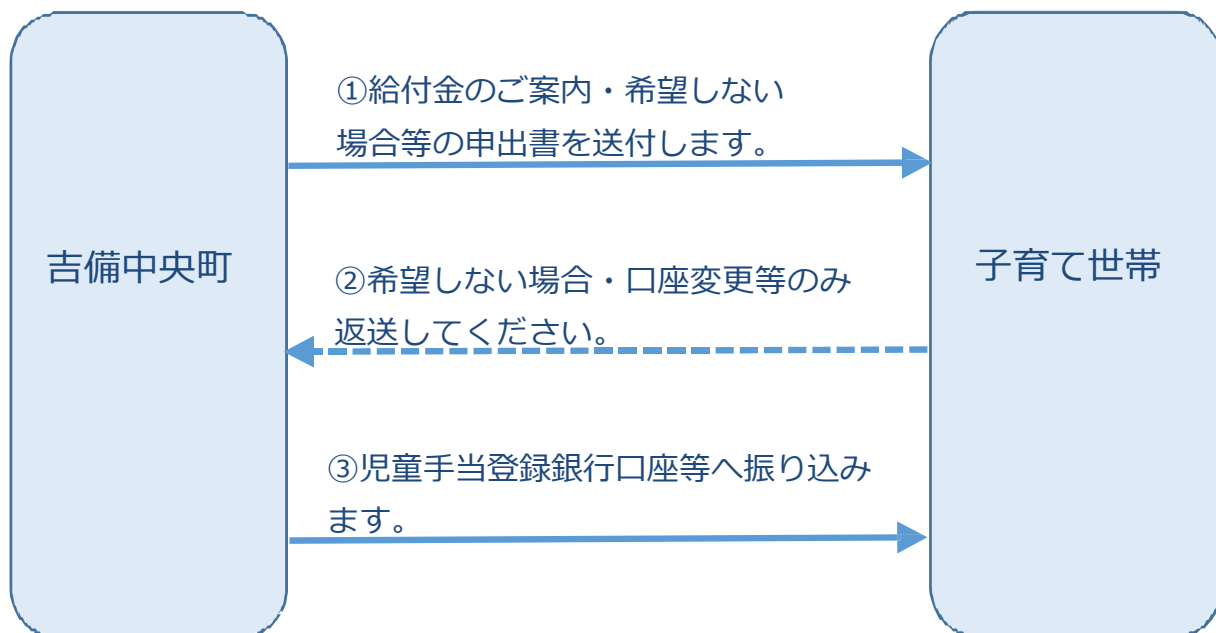 吉備中央町
①給付金のご案内・希望しない
場合等の申出書を送付します。
②希望しない場合・口座変更等のみ
返送してください。
③児童手当登録銀行口座等へ振り込み
ます。
子育て世帯